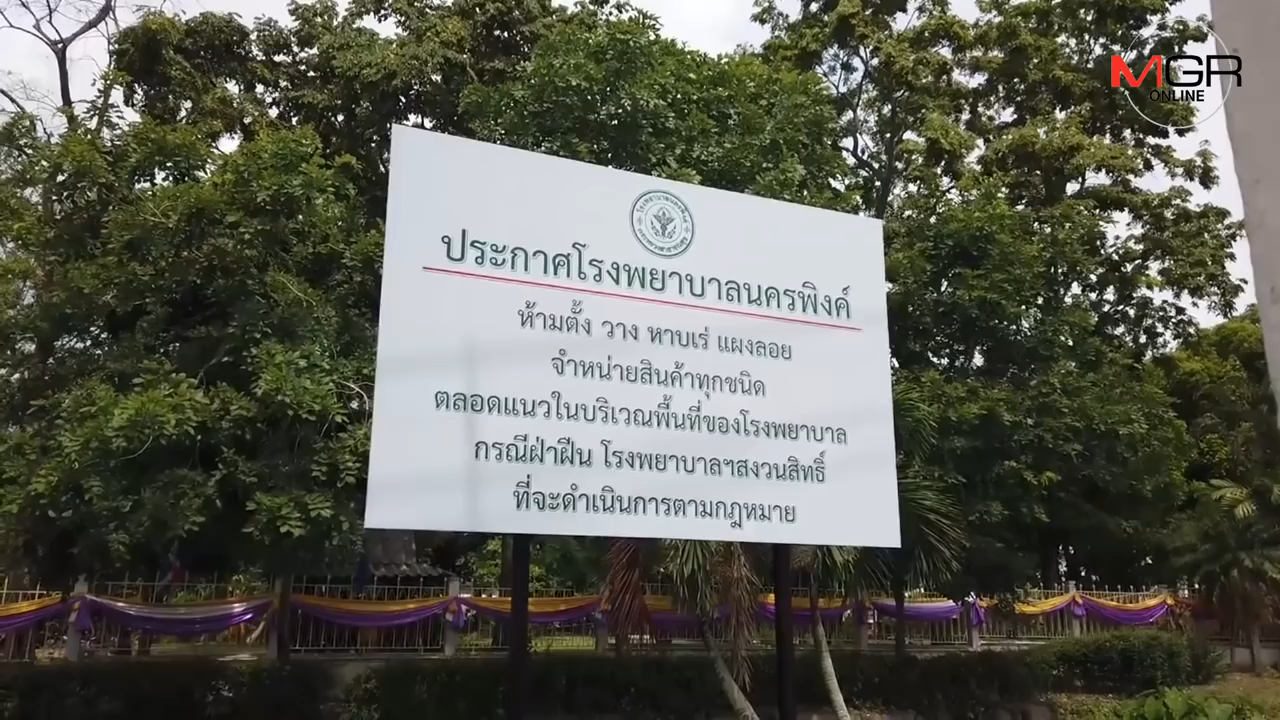 MGR
ONLINE
ประกาศโรงพยาบาลนครพิงค์
ห้ามตั้ง วาง หาบเร่ แผงลอย
จำหน่ายสินค้าทุกชนิด
ตลอดแนวในบริเวณพื้นที่ของโรงพยาบาล
กรณีฝ่าฝืน โรงพยาบาลฯสงวนสิทธิ์
ที่จะดำเนินการตามกฎหมาย